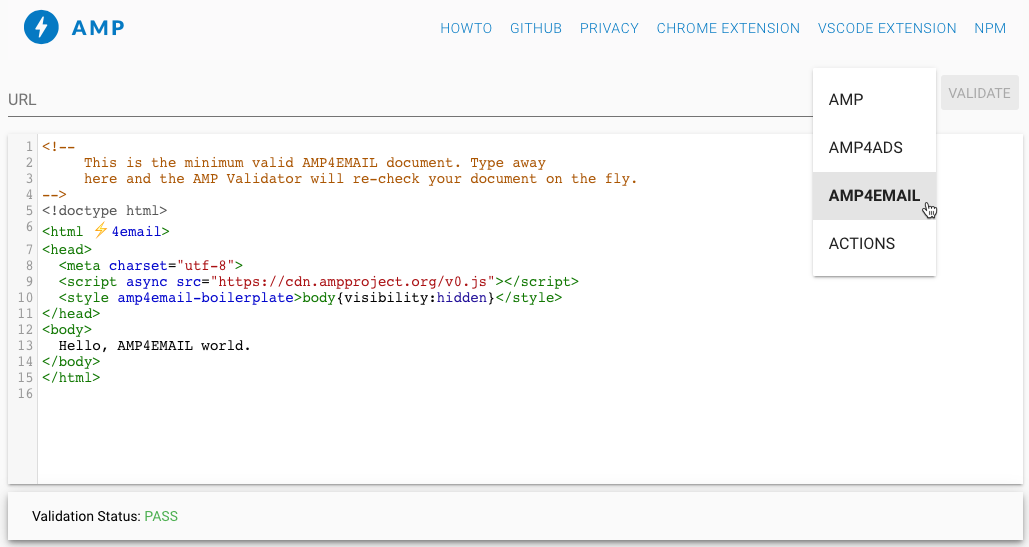 AMP
HOWTO GITHUB PRIVACY CHROME EXTENSION VSCODE EXTENSION NPM
URL
AMP
AMP4ADS
AMP4EMAIL
ACTIONS
VALIDATE
1 <!--
2      This is the minimum valid AMP4EMAIL document. Type away
3      here and the AMP Validator will re-check your document on the fly.
4 -->
5 <!doctype html>
6 <html ⚡4email>
7 <head>
8   <meta charset="utf-8">
9   <script async src="https://cdn.ampproject.org/v0.js"></script>
10   <style amp4email-boilerplate>body{visibility:hidden}</style>
11 </head>
12 <body>
13   Hello, AMP4EMAIL world.
14 </body>
15 </html>
16
Validation Status: PASS